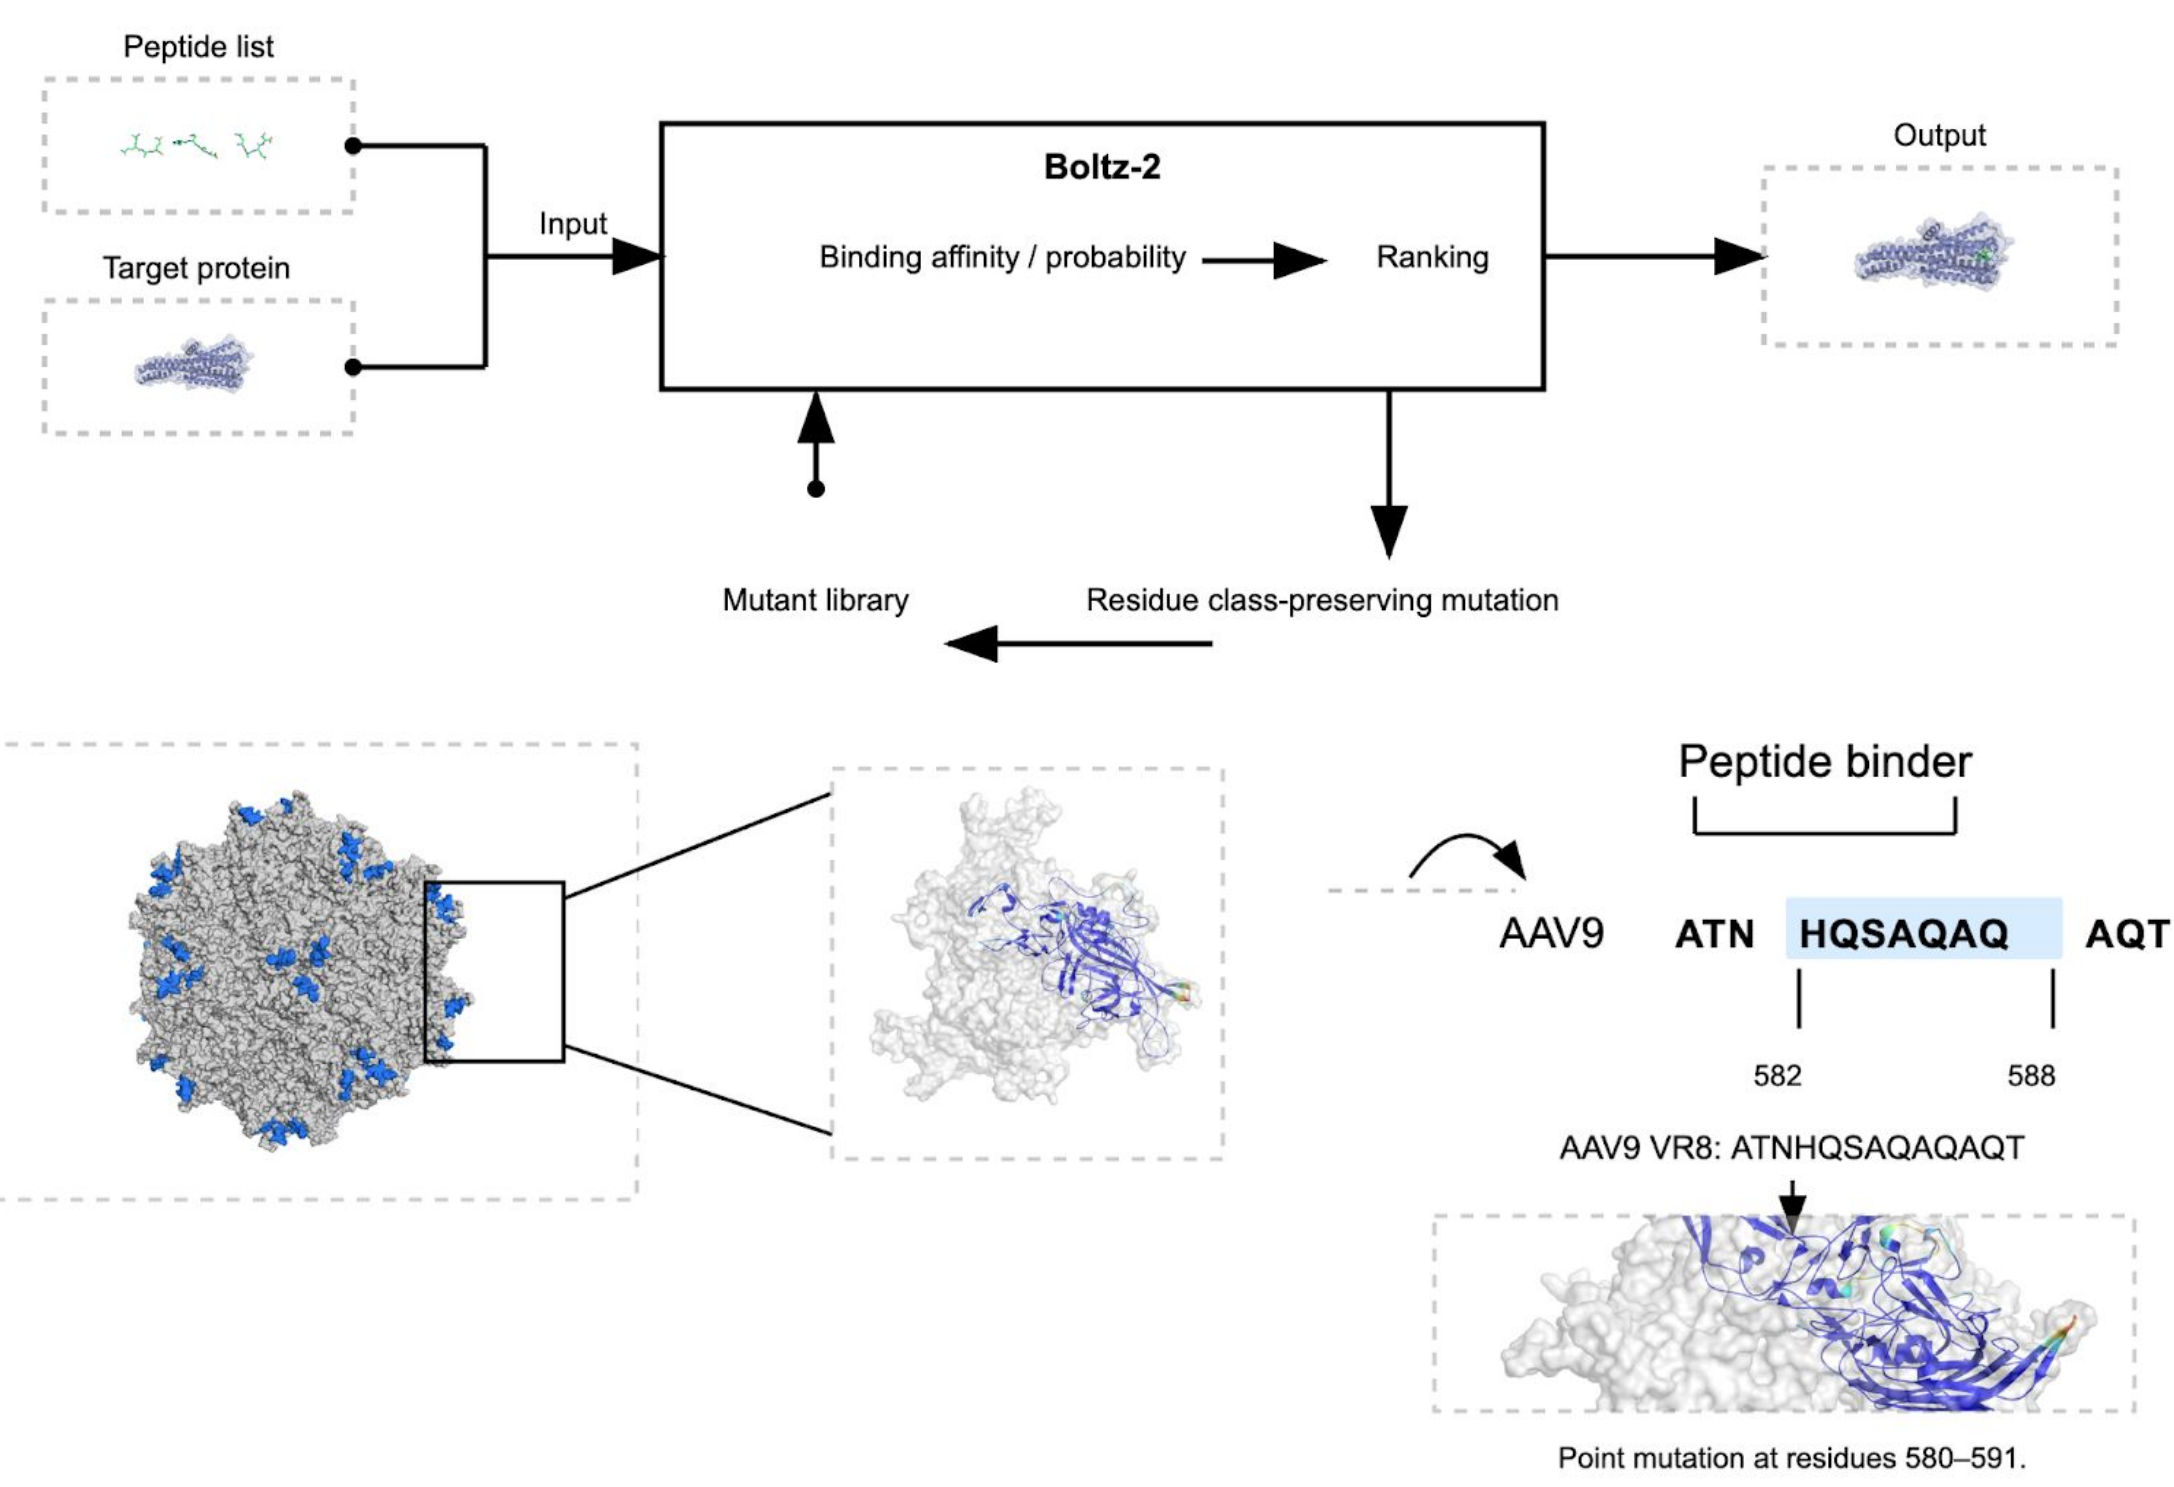 Peptide list
Target protein
Input
Boltz-2
Binding affinity / probability
Ranking
Output
Mutant library
Residue class-preserving mutation
Peptide binder
AAV9 ATN HQSAQAQ AQT
582 588
AAV9 VR8: ATNHQSAQAQAQT
Point mutation at residues 580–591.